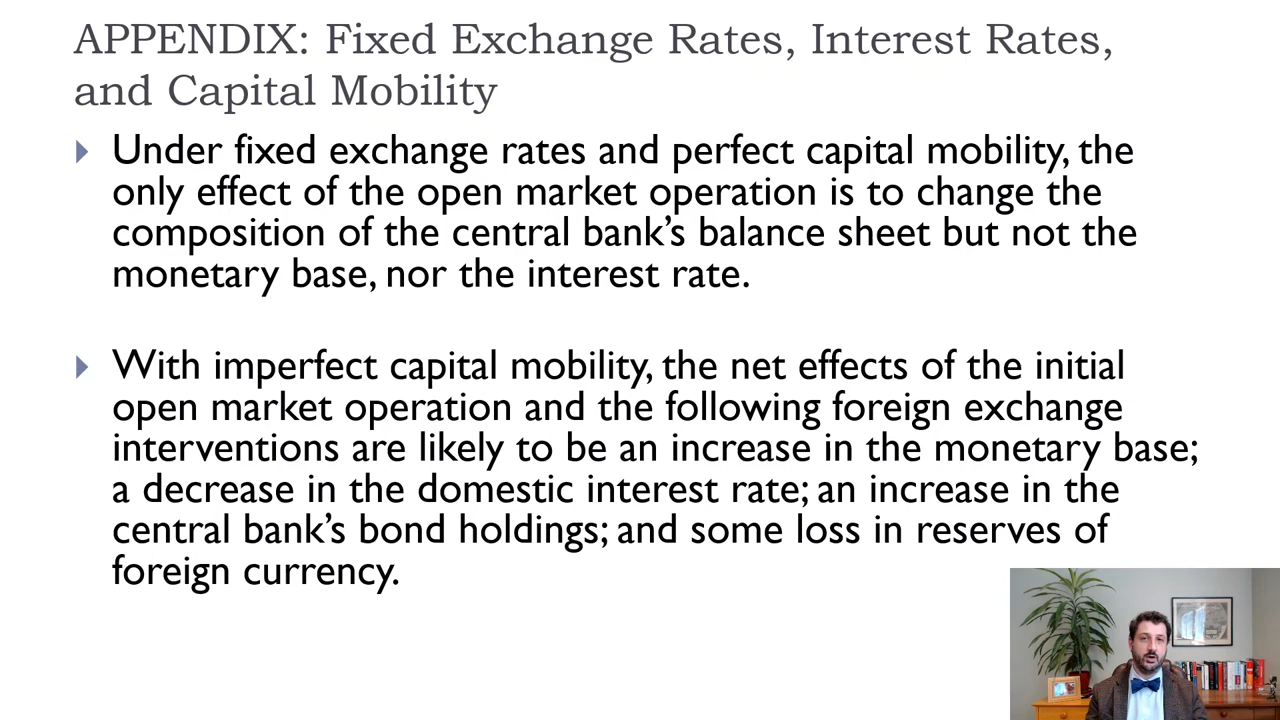 APPENDIX: Fixed Exchange Rates, Interest Rates,
and Capital Mobility
Under fixed exchange rates and perfect capital mobility, the
only effect of the open market operation is to change the
composition of the central bank’s balance sheet but not the
monetary base, nor the interest rate.
With imperfect capital mobility, the net effects of the initial
open market operation and the following foreign exchange
interventions are likely to be an increase in the monetary base;
a decrease in the domestic interest rate; an increase in the
central bank’s bond holdings; and some loss in reserves of
foreign currency.